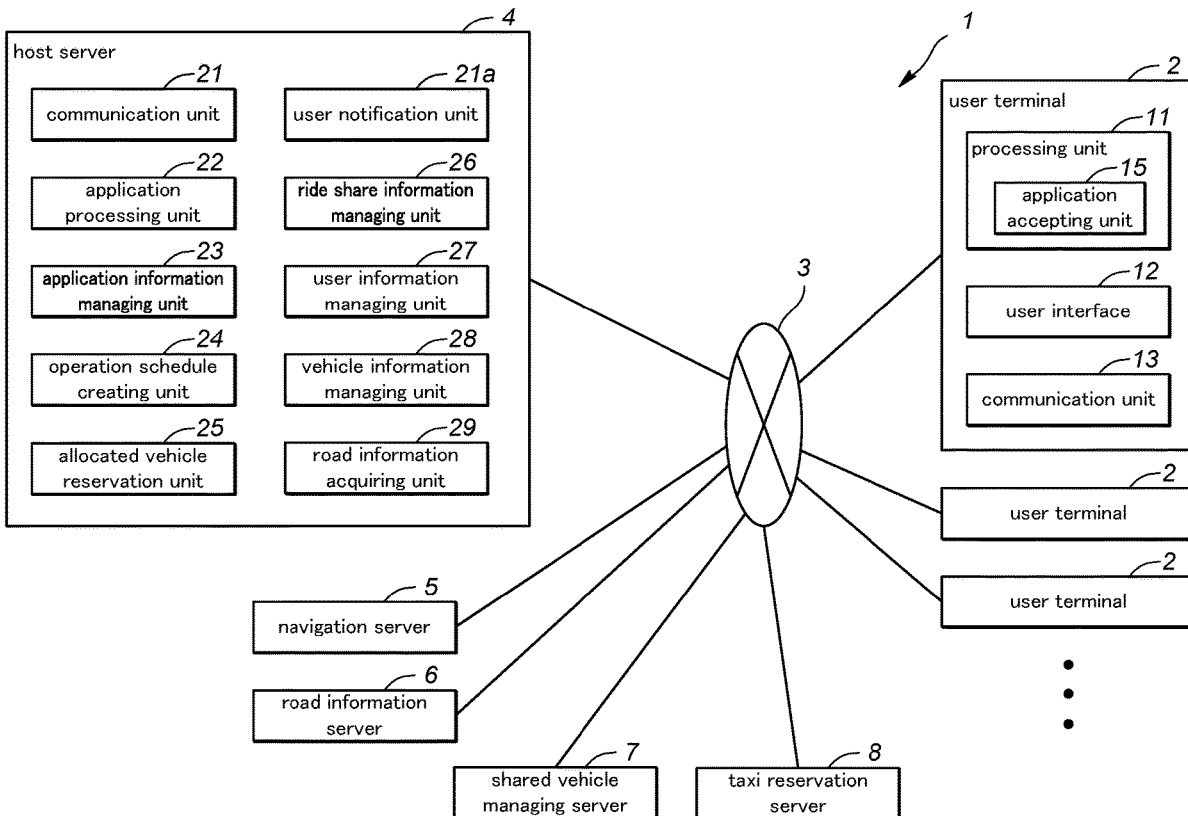 4
1
host server
21
communication unit
21a
user notification unit
22
application
processing unit
26
ride share information
managing unit
23
application information
managing unit
27
user information
managing unit
24
operation schedule
creating unit
28
vehicle information
managing unit
25
allocated vehicle
reservation unit
29
road information
acquiring unit
3
2
user terminal
11
processing unit
15
application
accepting unit
12
user interface
13
communication unit
2
user terminal
2
user terminal
5
navigation server
6
road information
server
7
shared vehicle
managing server
8
taxi reservation
server